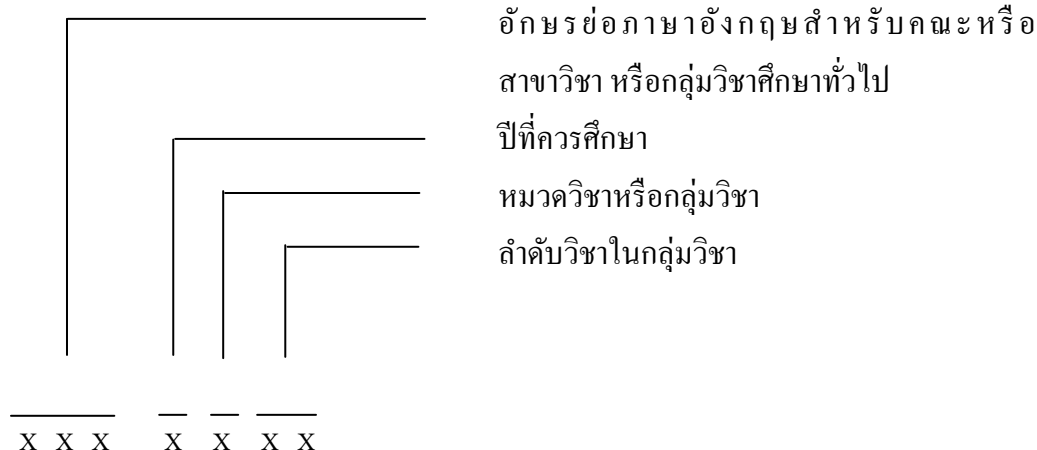 อักษรย่อภาษาอังกฤษสำหรับคณะหรือ
สาขาวิชา หรือกลุ่มวิชาศึกษาทั่วไป
ปีที่ควรศึกษา
หมวดวิชาหรือกลุ่มวิชา
ลำดับวิชาในกลุ่มวิชา
X X X X X X X